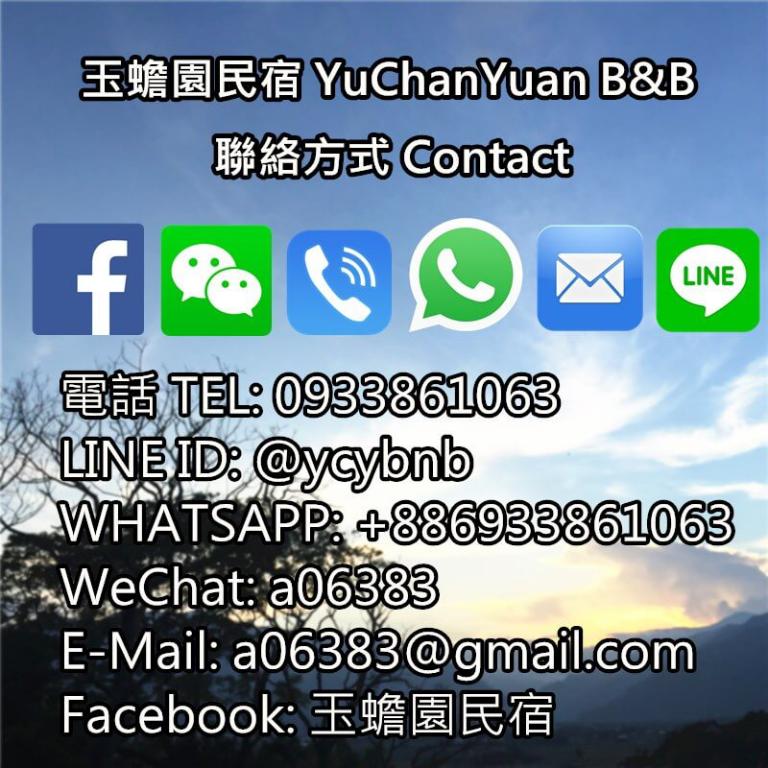 玉蟾園民宿 YuChanYuan B&B
聯絡方式 Contact
LINE
電話 TEL: 0933861063
LINE ID: @ycybnb
WHATSAPP: +886933861063
WeChat: a06383
E-Mail: a06383@gmail.com
Facebook: 玉蟾園民宿